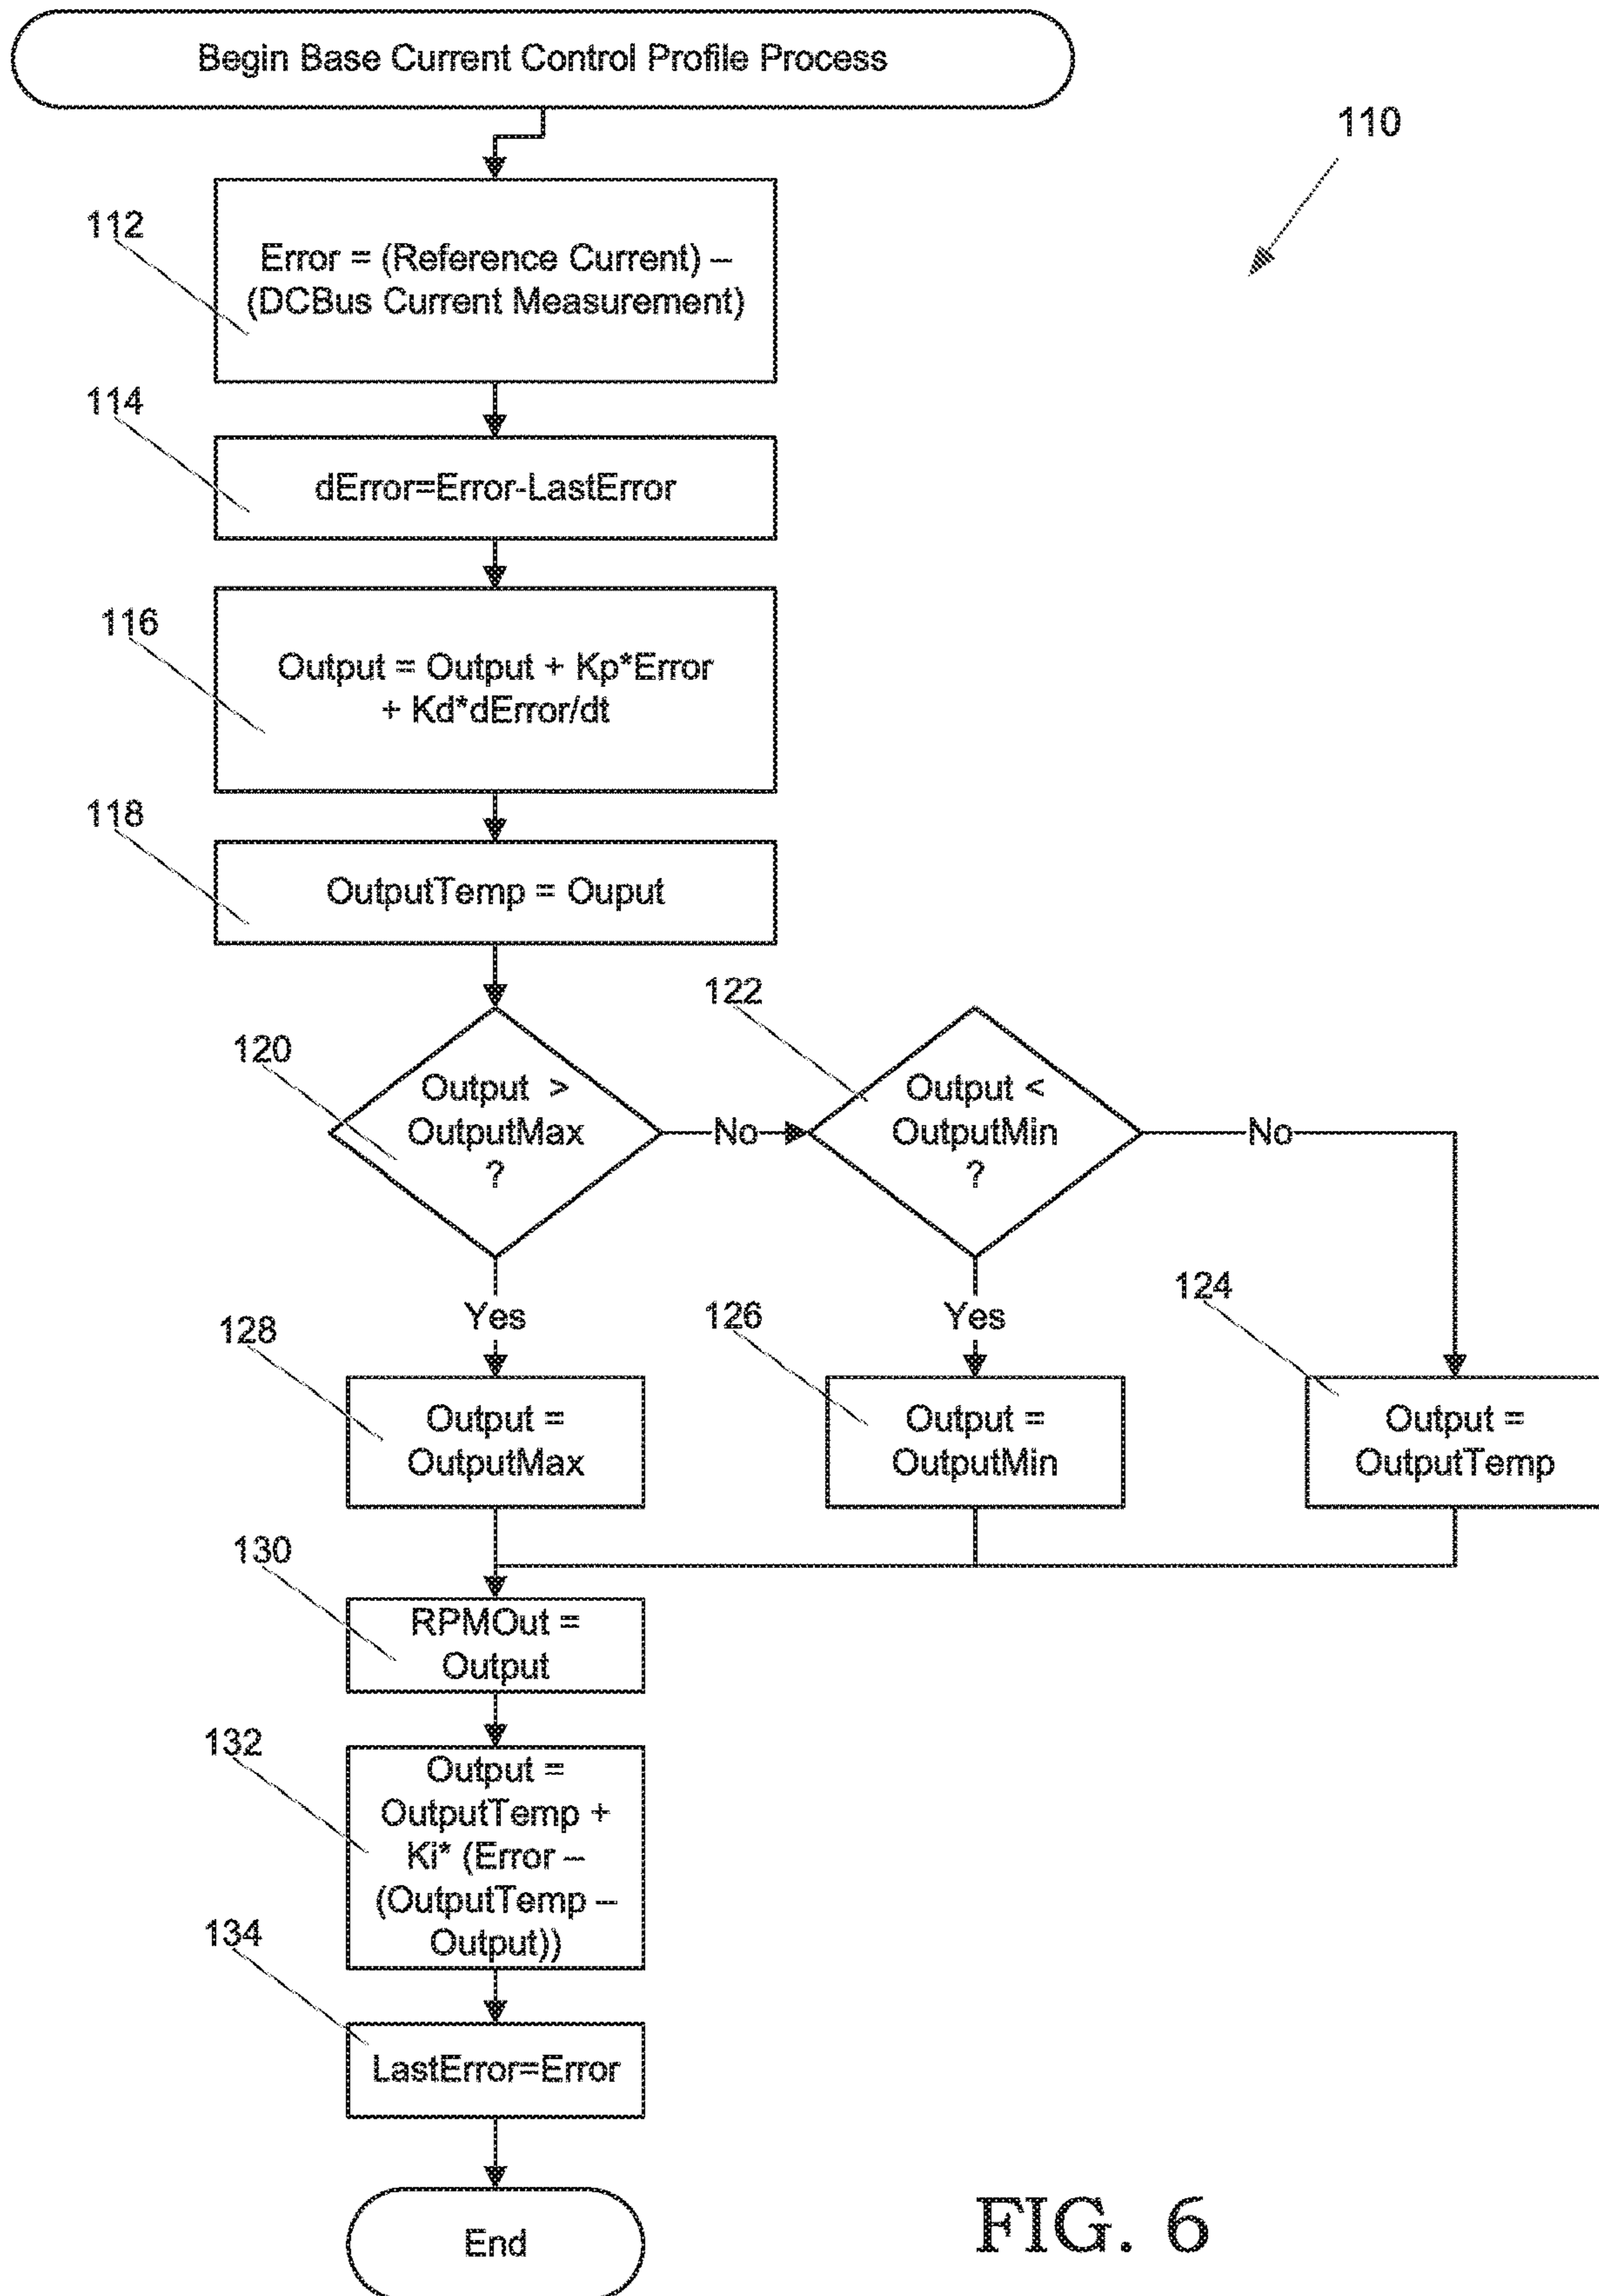 Begin Base Current Control Profile Process
110
112
Error = (Reference Current) –
(DCBus Current Measurement)
114
dError=Error-LastError
116
Output = Output + Kp*Error
+ Kd*dError/dt
118
OutputTemp = Ouput
120
Output >
OutputMax
?
No
122
Output <
OutputMin
?
No
Yes
Yes
128
Output =
OutputMax
126
Output =
OutputMin
124
Output =
OutputTemp
130
RPMOut =
Output
132
Output =
OutputTemp +
Ki* (Error –
(OutputTemp –
Output))
134
LastError=Error
End
FIG. 6